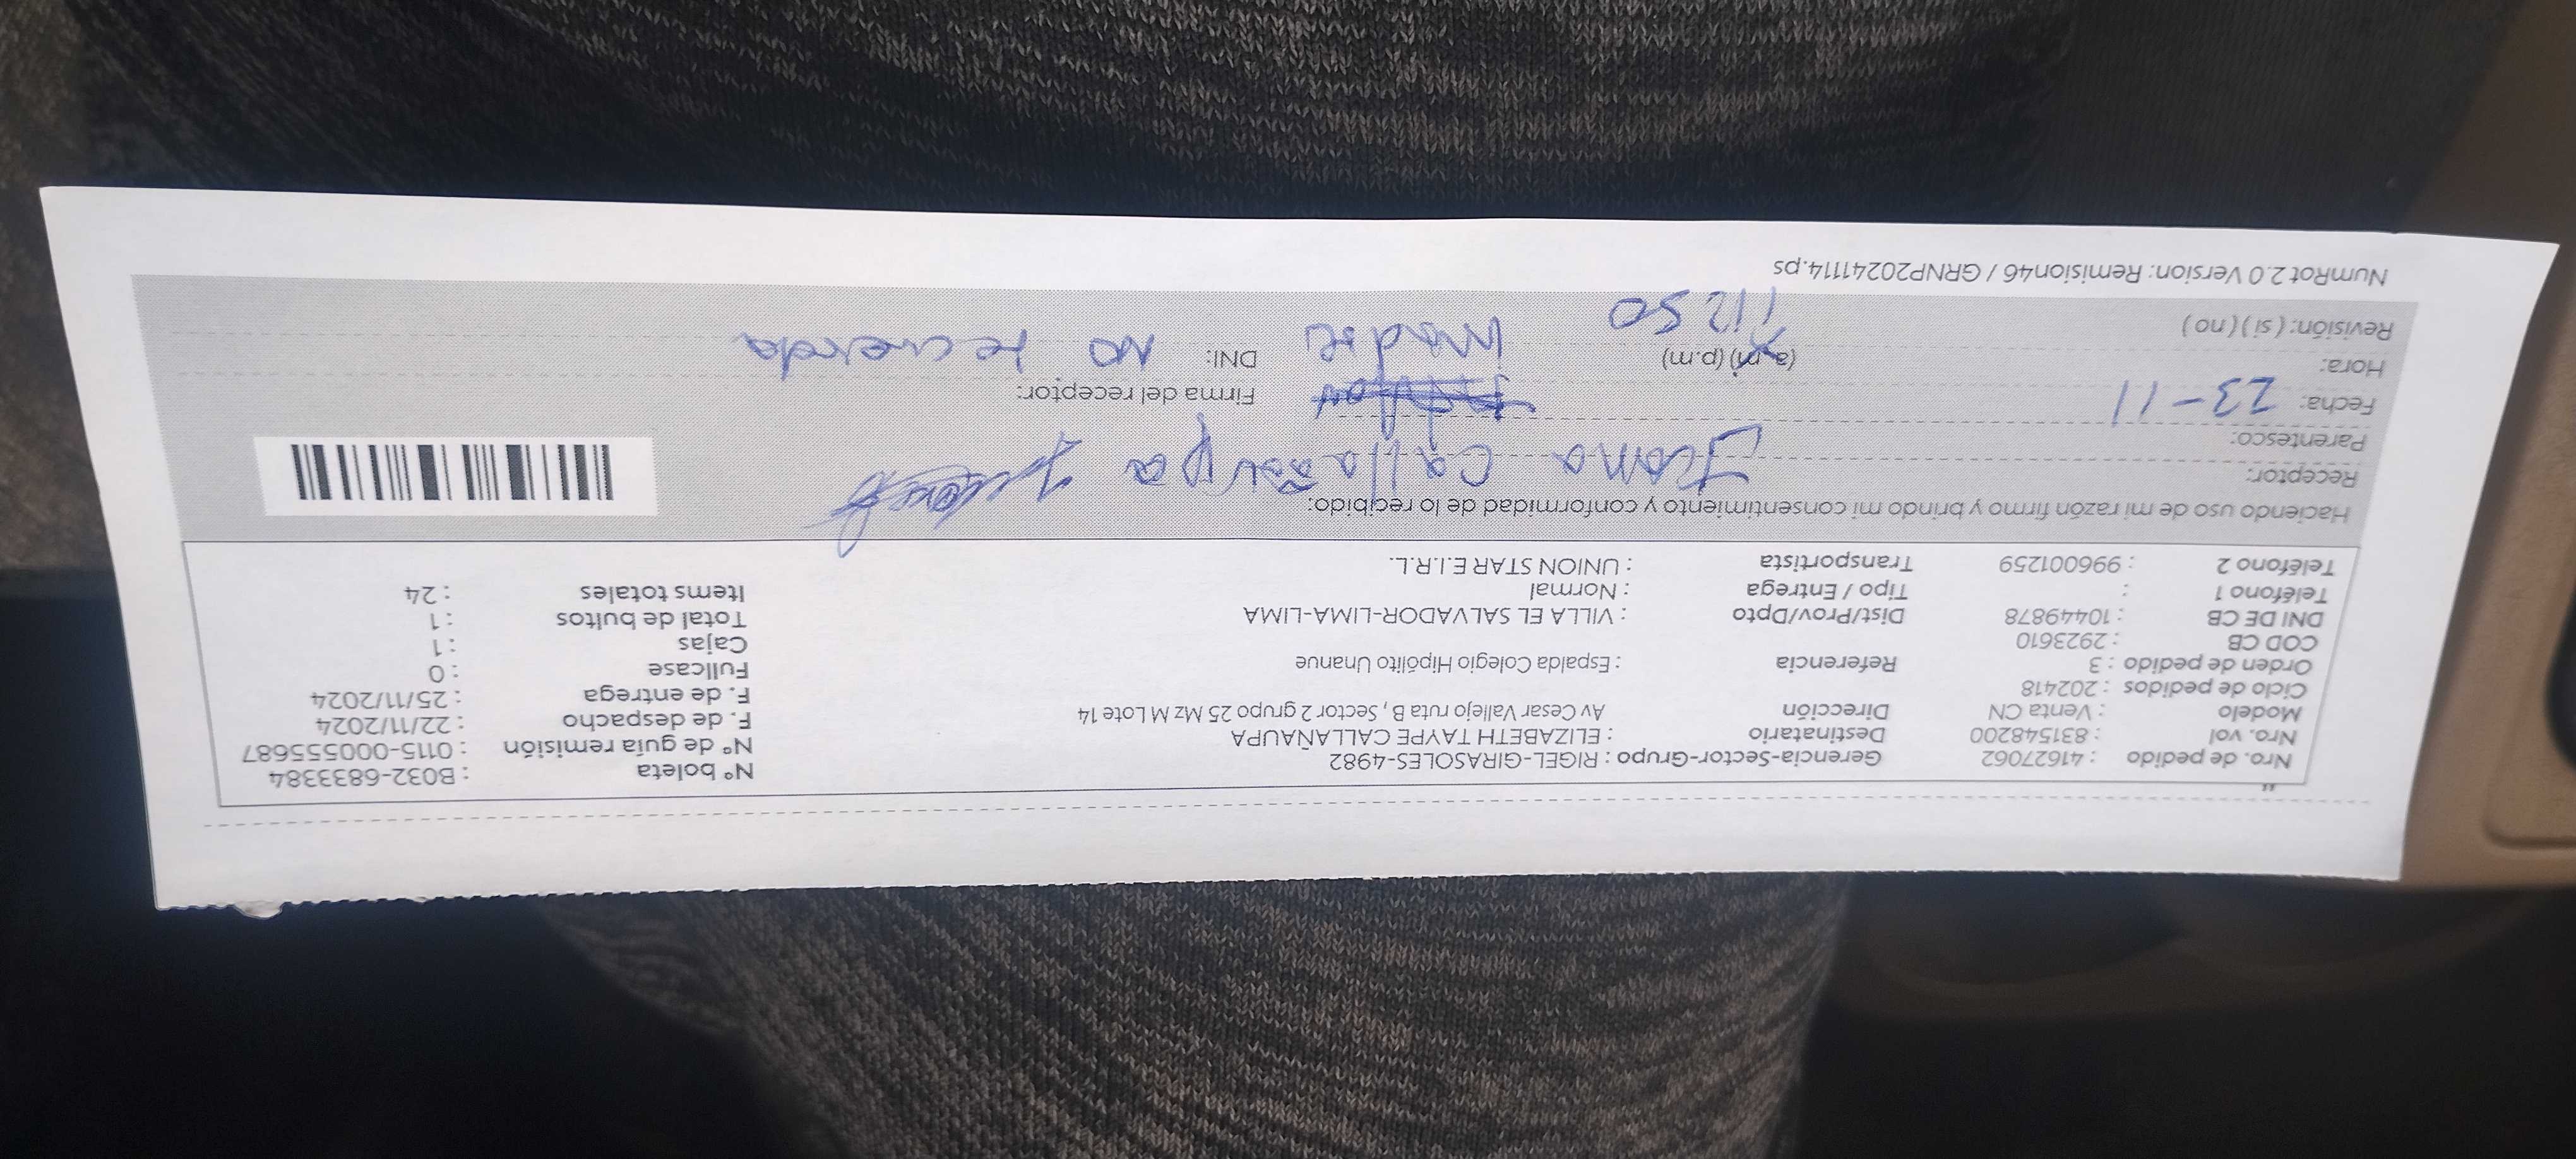 Nro. de pedido : 41627062 Gerencia-Sector-Grupo : RIGEL-GIRASOLES-4982 N° boleta : B032-6833384
Nro. vol : 831548200 Destinatario : ELIZABETH TAYPE CALLAÑAUPA N° de guía remisión : 0115-00055687
Modelo : Venta CN Dirección Av Cesar Vallejo ruta B, Sector 2 grupo 25 Mz M Lote 14 F. de despacho : 22/11/2024
Ciclo de pedidos : 202418 F. de entrega : 25/11/2024
Orden de pedido : 3 Referencia : Espalda Colegio Hipólito Unanue Fullcase : 0
COD CB : 2923610 Cajas : 1
DNI DE CB : 10449878 Dist/Prov/Dpto : VILLA EL SALVADOR-LIMA-LIMA Total de bultos : 1
Teléfono 1 : Tipo / Entrega : Normal Items totales : 24
Teléfono 2 : 996001259 Transportista : UNION STAR E.I.R.L.
Haciendo uso de mi razón firmo y brindo mi consentimiento y conformidad de lo recibido:
Receptor: Juana Callañaupa
Parentesco:
Fecha: 23-11 Firma del receptor:
Hora: (a.m) (p.m) Madre DNI: NO recuerda
Revisión: ( si ) ( no ) 112 50
NumRot 2.0 Version: Remision46 / GRNP20241114.ps